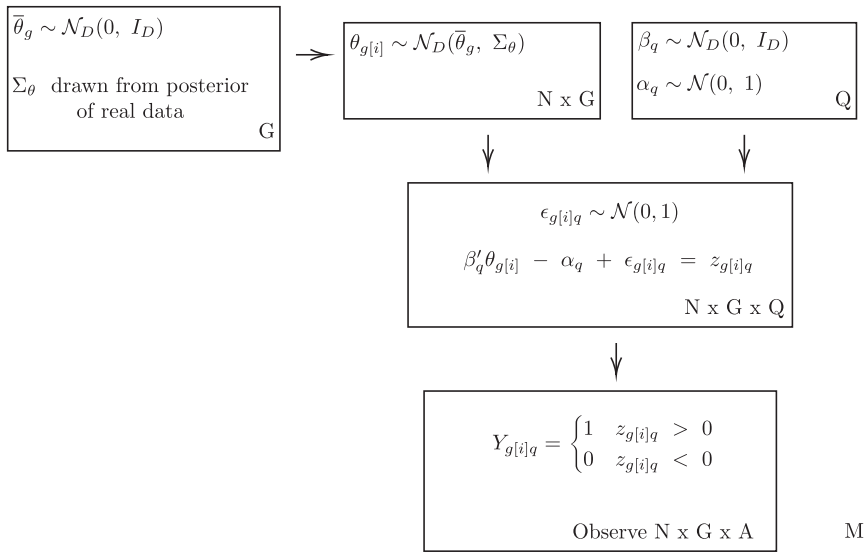 θ̅_g ∼ 𝒩_D(0, I_D)
Σ_θ drawn from posterior
of real data
G
θ_{g[i]} ∼ 𝒩_D(θ̅_g, Σ_θ)
N x G
β_q ∼ 𝒩_D(0, I_D)
α_q ∼ 𝒩(0, 1)
Q
ϵ_{g[i]q} ∼ 𝒩(0,1)
β′_q θ_{g[i]} − α_q + ϵ_{g[i]q} = z_{g[i]q}
N x G x Q
Y_{g[i]q} = { 1 z_{g[i]q} > 0
0 z_{g[i]q} < 0
Observe N x G x A
M